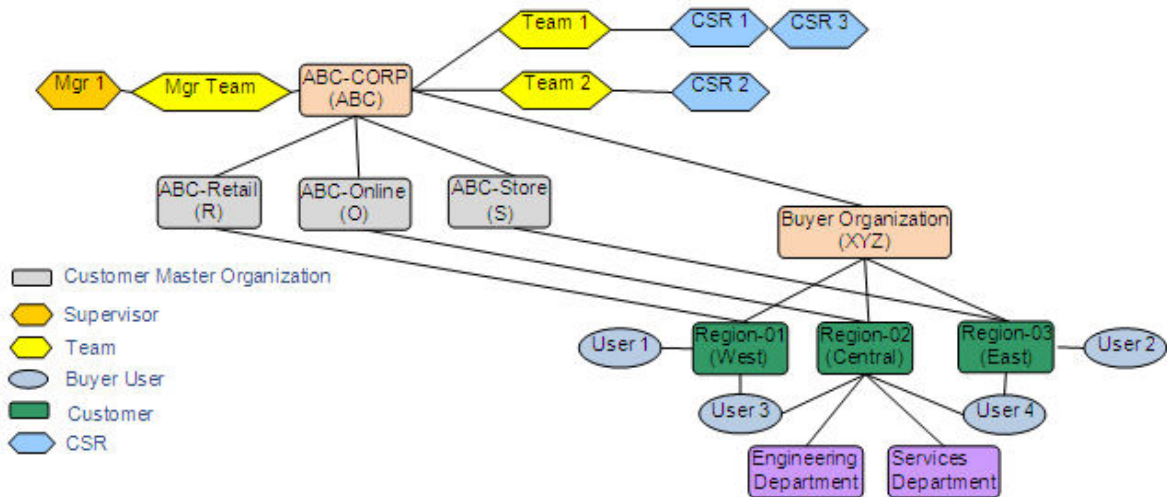 Team 1
CSR 1
CSR 3
Mgr 1
Mgr Team
ABC-CORP
(ABC)
Team 2
CSR 2
ABC-Retail
(R)
ABC-Online
(O)
ABC-Store
(S)
Buyer Organization
(XYZ)
Customer Master Organization
Supervisor
Team
Buyer User
Customer
CSR
User 1
Region-01
(West)
Region-02
(Central)
Region-03
(East)
User 2
User 3
User 4
Engineering
Department
Services
Department